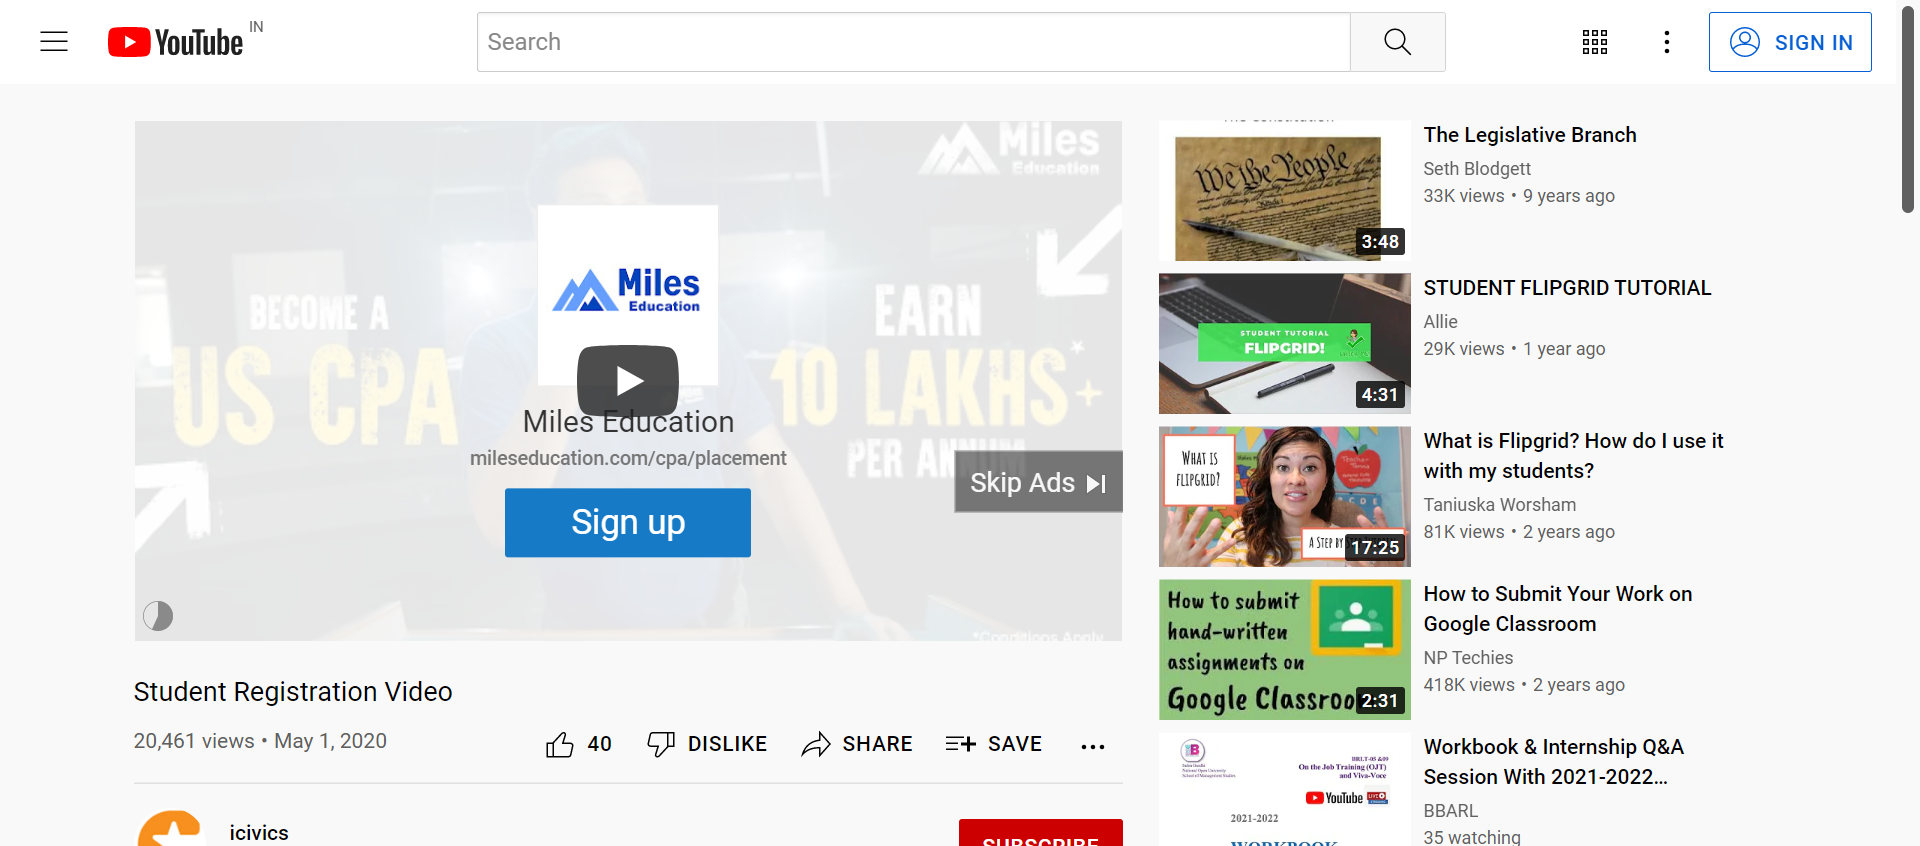 YouTube IN
Search
SIGN IN
Miles
Education
BECOME A
US CPA
EARN
10 LAKHS*+
PER ANNUM
Miles
Education
Miles Education
mileseducation.com/cpa/placement
Skip Ads
Sign up
*Conditions Apply
Student Registration Video
20,461 views • May 1, 2020
40
DISLIKE
SHARE
SAVE
icivics
SUBSCRIBE
The Constitution
We the People
3:48
The Legislative Branch
Seth Blodgett
33K views • 9 years ago
STUDENT TUTORIAL
FLIPGRID!
4:31
STUDENT FLIPGRID TUTORIAL
Allie
29K views • 1 year ago
WHAT IS
FLIPGRID?
A STEP BY
17:25
What is Flipgrid? How do I use it
with my students?
Taniuska Worsham
81K views • 2 years ago
How to submit
hand-written
assignments on
Google Classroo
2:31
How to Submit Your Work on
Google Classroom
NP Techies
418K views • 2 years ago
BRLT-05 &09
On the Job Training (OJT)
and Viva-Voce
YouTube LIVE
2021-2022
WORKBOOK
Workbook & Internship Q&A
Session With 2021-2022...
BBARL
35 watching